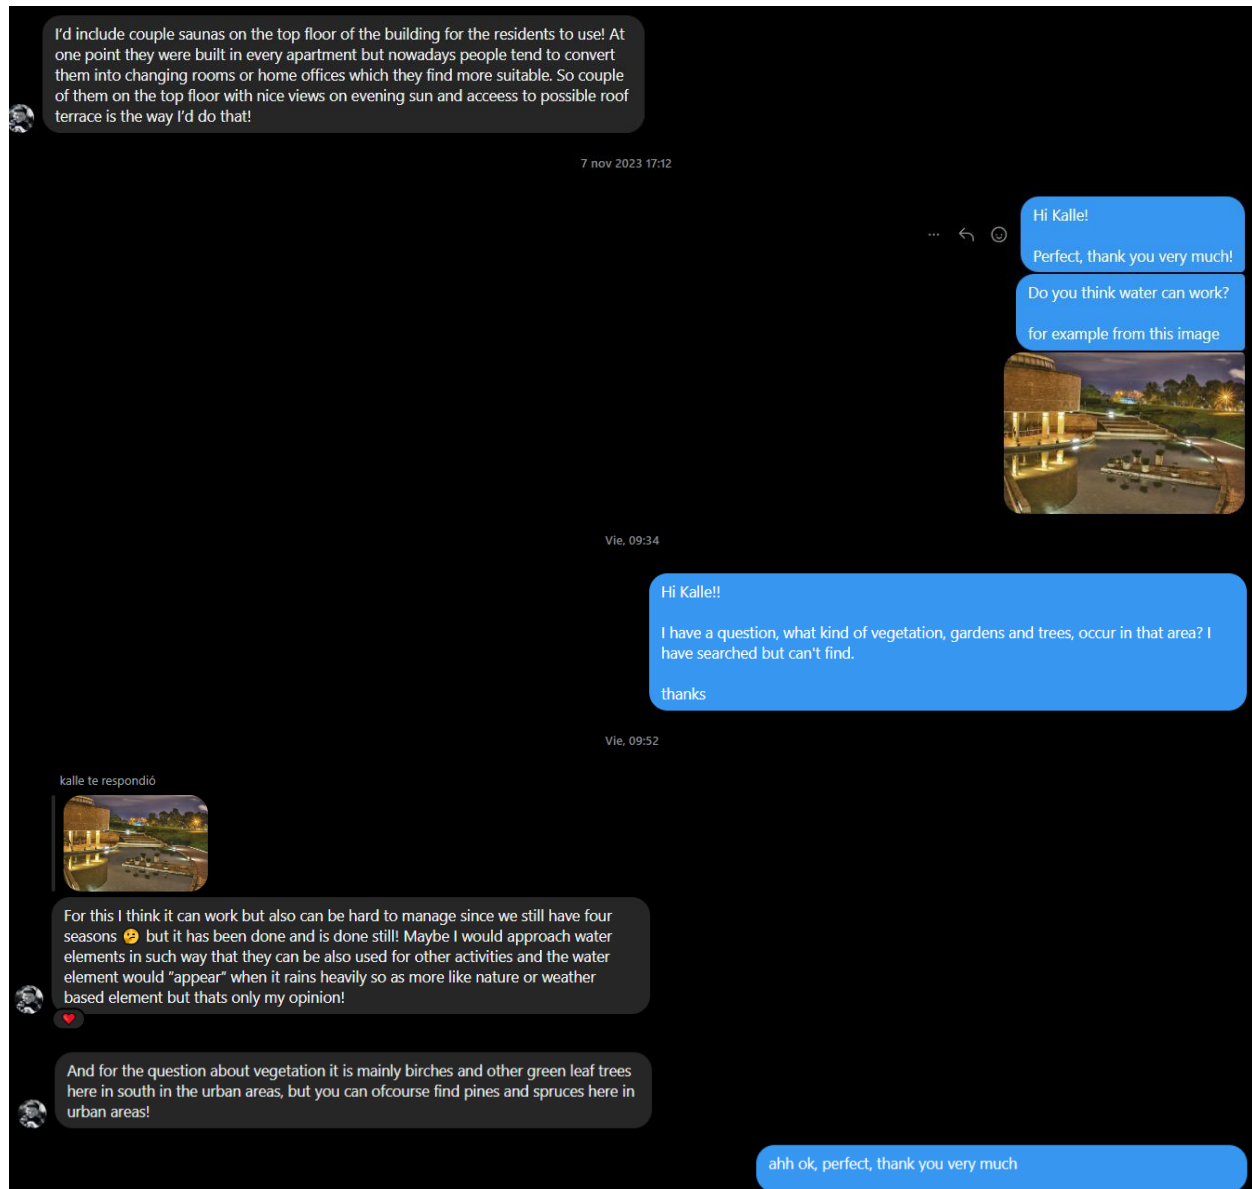 I'd include couple saunas on the top floor of the building for the residents to use! At
one point they were built in every apartment but nowadays people tend to convert
them into changing rooms or home offices which they find more suitable. So couple
of them on the top floor with nice views on evening sun and acceess to possible roof
terrace is the way I'd do that!
7 nov 2023 17:12
Hi Kalle!
Perfect, thank you very much!
Do you think water can work?
for example from this image
Vie, 09:34
Hi Kalle!!
I have a question, what kind of vegetation, gardens and trees, occur in that area? I
have searched but can't find.
thanks
Vie, 09:52
kalle te respondió
For this I think it can work but also can be hard to manage since we still have four
seasons 🤔 but it has been done and is done still! Maybe I would approach water
elements in such way that they can be also used for other activities and the water
element would "appear" when it rains heavily so as more like nature or weather
based element but thats only my opinion!
And for the question about vegetation it is mainly birches and other green leaf trees
here in south in the urban areas, but you can ofcourse find pines and spruces here in
urban areas!
ahh ok, perfect, thank you very much